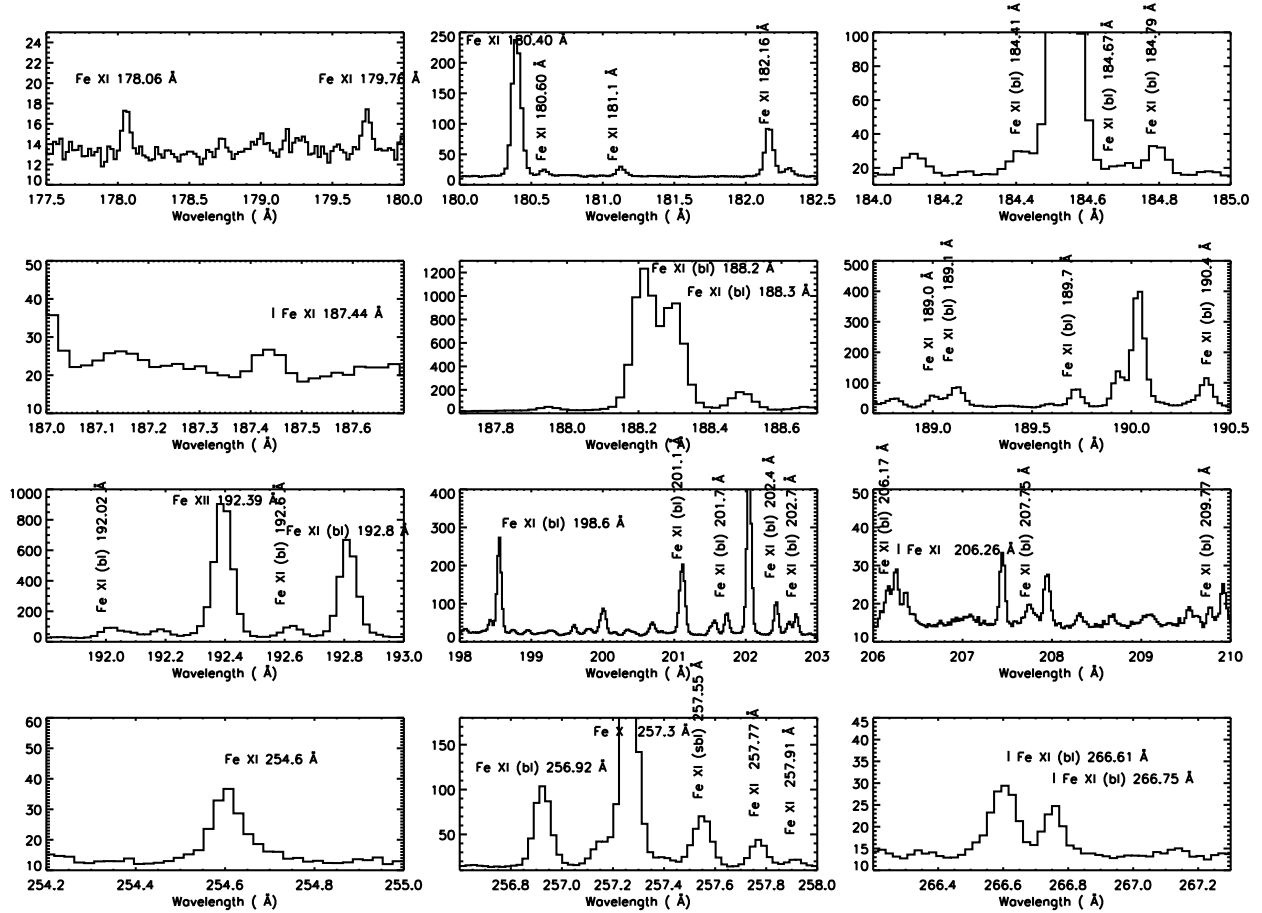 24
22
20
18
16
14
12
10
Fe XI 178.06 Å
Fe XI 179.76 Å
177.5 178.0 178.5 179.0 179.5 180.0
Wavelength ( Å)
250
200
150
100
50
0
Fe XI 180.40 Å
Fe XI 180.60 Å
Fe XI 181.1 Å
Fe XI 182.16 Å
180.0 180.5 181.0 181.5 182.0 182.5
Wavelength ( Å)
100
80
60
40
20
Fe XI (bl) 184.41 Å
Fe XI (bl) 184.67 Å
Fe XI (bl) 184.79 Å
184.0 184.2 184.4 184.6 184.8 185.0
Wavelength ( Å)
50
40
30
20
10
I Fe XI 187.44 Å
187.0 187.1 187.2 187.3 187.4 187.5 187.6
Wavelength ( Å)
1200
1000
800
600
400
200
0
Fe XI (bl) 188.2 Å
Fe XI (bl) 188.3 Å
187.8 188.0 188.2 188.4 188.6
Wavelength ( Å)
500
400
300
200
100
0
Fe XI 189.0 Å
Fe XI (bl) 189.1 Å
Fe XI (bl) 189.7 Å
Fe XI (bl) 190.4 Å
189.0 189.5 190.0 190.5
Wavelength ( Å)
1000
800
600
400
200
0
Fe XI (bl) 192.02 Å
Fe XII 192.39 Å
Fe XI (bl) 192.6 Å
Fe XI (bl) 192.8 Å
192.0 192.2 192.4 192.6 192.8 193.0
Wavelength ( Å)
400
300
200
100
0
Fe XI (bl) 198.6 Å
Fe XI (bl) 201.1 Å
Fe XI (bl) 201.7 Å
Fe XI (bl) 202.4 Å
Fe XI (bl) 202.7 Å
198 199 200 201 202 203
Wavelength ( Å)
50
40
30
20
10
Fe XI (bl) 206.17 Å
I Fe XI 206.26 Å
Fe XI (bl) 207.75 Å
Fe XI (bl) 209.77 Å
206 207 208 209 210
Wavelength ( Å)
60
50
40
30
20
10
Fe XI 254.6 Å
254.2 254.4 254.6 254.8 255.0
Wavelength ( Å)
150
100
50
Fe XI (bl) 256.92 Å
Fe X 257.3 Å
Fe XI (sbl) 257.55 Å
Fe XI 257.77 Å
Fe XI 257.91 Å
256.8 257.0 257.2 257.4 257.6 257.8 258.0
Wavelength ( Å)
45
40
35
30
25
20
15
10
I Fe XI (bl) 266.61 Å
I Fe XI (bl) 266.75 Å
266.4 266.6 266.8 267.0 267.2
Wavelength ( Å)